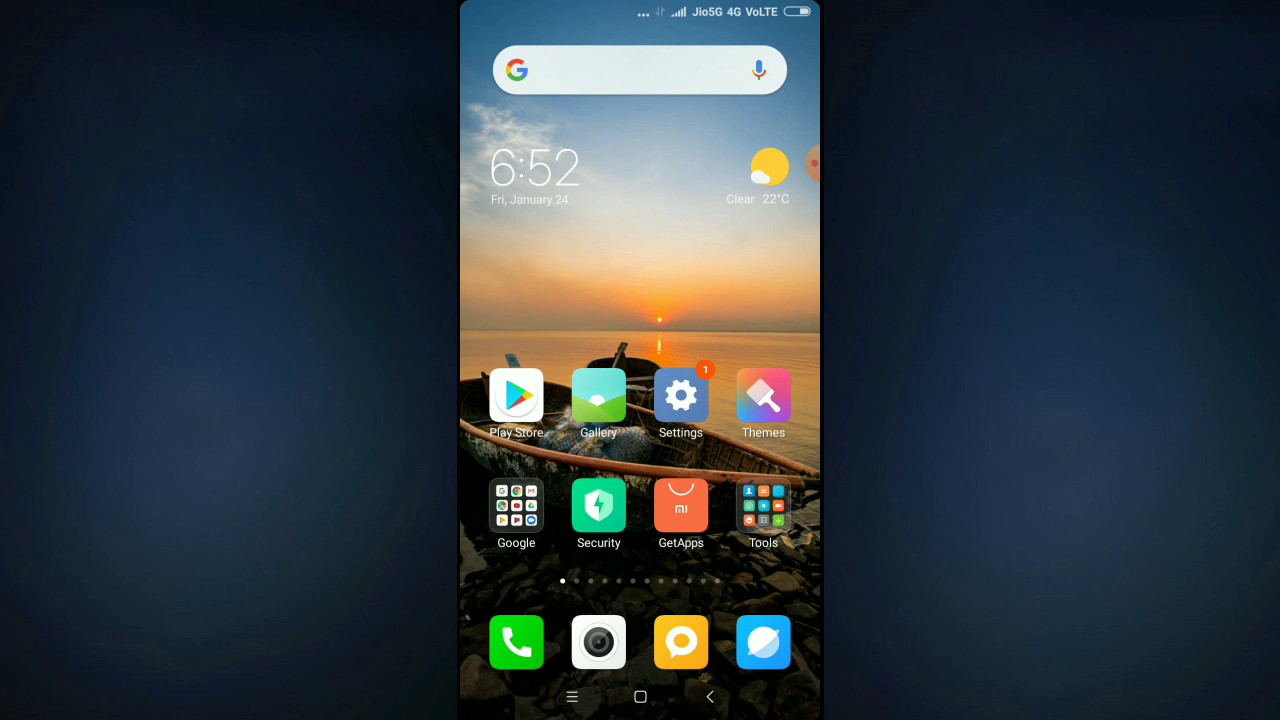 ... Jio5G 4G VoLTE
6:52
Fri, January 24
Clear 22°C
1
Play Store
Gallery
Settings
Themes
mi
Google
Security
GetApps
Tools